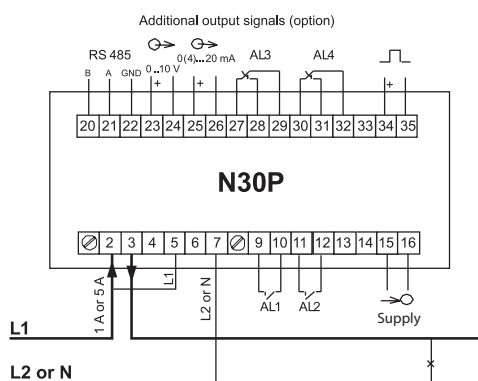 Additional output signals (option)
RS 485
0(4)...20 mA
AL3
AL4
B A GND 0 ..10 V
+ + +
20 21 22 23 24 25 26 27 28 29 30 31 32 33 34 35
N30P
2 3 4 5 6 7 9 10 11 12 13 14 15 16
1 A or 5 A
L1
L2 or N
AL1
AL2
Supply
L1
L2 or N